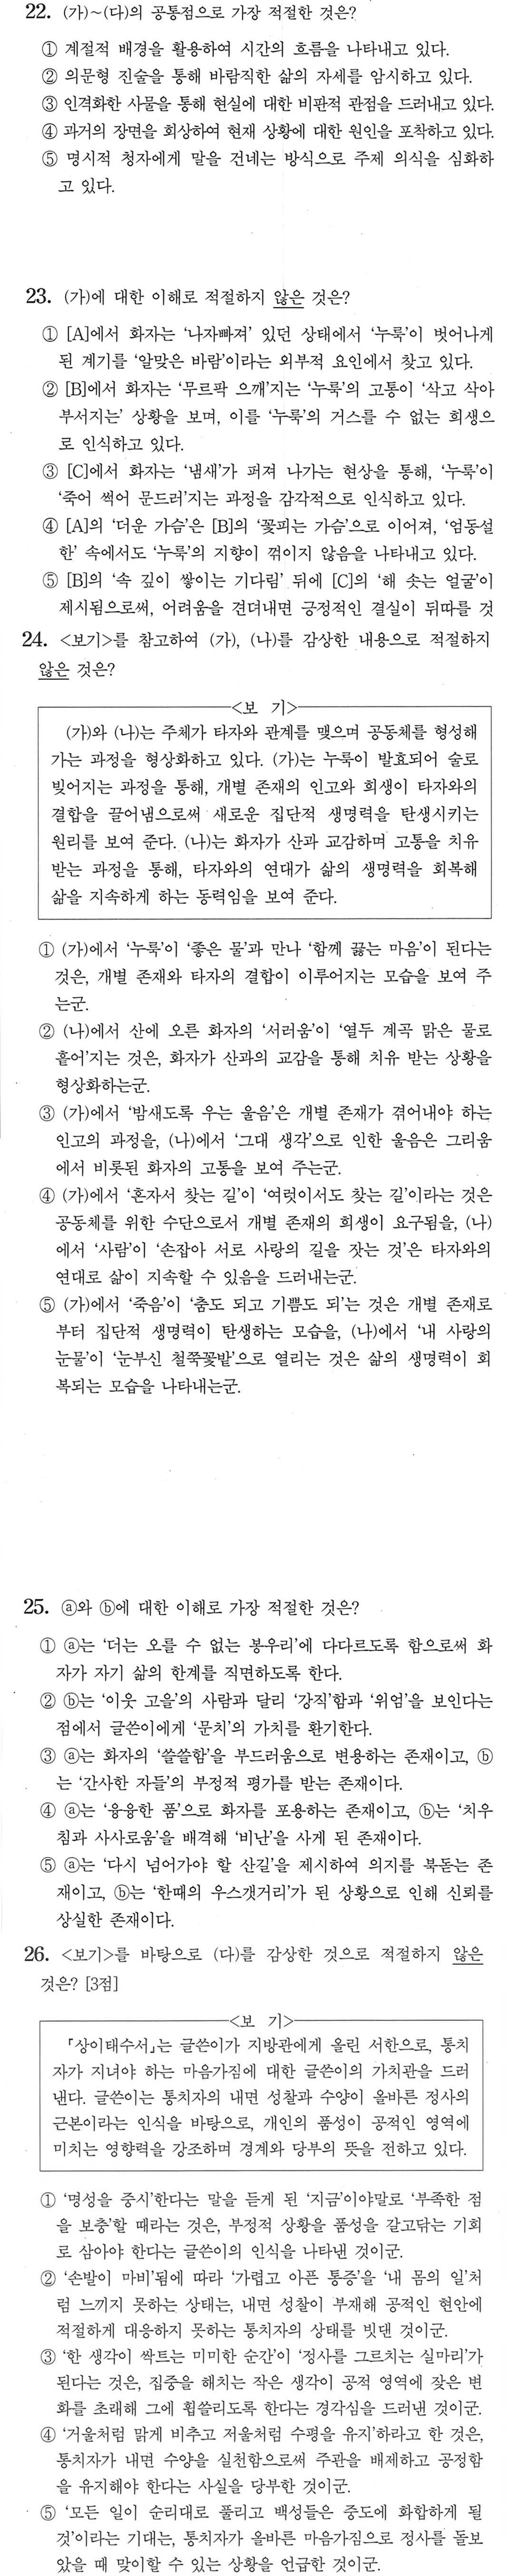 22. (가)~(다)의 공통점으로 가장 적절한 것은?
① 계절적 배경을 활용하여 시간의 흐름을 나타내고 있다.
② 의문형 진술을 통해 바람직한 삶의 자세를 암시하고 있다.
③ 인격화한 사물을 통해 현실에 대한 비판적 관점을 드러내고 있다.
④ 과거의 장면을 회상하여 현재 상황에 대한 원인을 포착하고 있다.
⑤ 명시적 청자에게 말을 건네는 방식으로 주제 의식을 심화하
고 있다.
23. (가)에 대한 이해로 적절하지 않은 것은?
① [A]에서 화자는 ‘나자빠져’ 있던 상태에서 ‘누룩’이 벗어나게
된 계기를 ‘알맞은 바람’이라는 외부적 요인에서 찾고 있다.
② [B]에서 화자는 ‘무르팍 으깨’지는 ‘누룩’의 고통이 ‘삭고 삭아
부서지는’ 상황을 보며, 이를 ‘누룩’의 거스를 수 없는 희생으
로 인식하고 있다.
③ [C]에서 화자는 ‘냄새’가 퍼져 나가는 현상을 통해, ‘누룩’이
‘죽어 썩어 문드러’지는 과정을 감각적으로 인식하고 있다.
④ [A]의 ‘더운 가슴’은 [B]의 ‘꽃피는 가슴’으로 이어져, ‘엄동설
한’ 속에서도 ‘누룩’의 지향이 꺾이지 않음을 나타내고 있다.
⑤ [B]의 ‘속 깊이 쌓이는 기다림’ 뒤에 [C]의 ‘해 솟는 얼굴’이
제시됨으로써, 어려움을 견뎌내면 긍정적인 결실이 뒤따를 것
24. <보기>를 참고하여 (가), (나)를 감상한 내용으로 적절하지
않은 것은?
<보 기>
(가)와 (나)는 주체가 타자와 관계를 맺으며 공동체를 형성해
가는 과정을 형상화하고 있다. (가)는 누룩이 발효되어 술로
빚어지는 과정을 통해, 개별 존재의 인고와 희생이 타자와의
결합을 끌어냄으로써 새로운 집단적 생명력을 탄생시키는
원리를 보여 준다. (나)는 화자가 산과 교감하며 고통을 치유
받는 과정을 통해, 타자와의 연대가 삶의 생명력을 회복해
삶을 지속하게 하는 동력임을 보여 준다.
① (가)에서 ‘누룩’이 ‘좋은 물’과 만나 ‘함께 끓는 마음’이 된다는
것은, 개별 존재와 타자의 결합이 이루어지는 모습을 보여 주
는군.
② (나)에서 산에 오른 화자의 ‘서러움’이 ‘열두 계곡 맑은 물로
흩어’지는 것은, 화자가 산과의 교감을 통해 치유 받는 상황을
형상화하는군.
③ (가)에서 ‘밤새도록 우는 울음’은 개별 존재가 겪어내야 하는
인고의 과정을, (나)에서 ‘그대 생각’으로 인한 울음은 그리움
에서 비롯된 화자의 고통을 보여 주는군.
④ (가)에서 ‘혼자서 찾는 길’이 ‘여럿이서도 찾는 길’이라는 것은
공동체를 위한 수단으로서 개별 존재의 희생이 요구됨을, (나)
에서 ‘사람’이 ‘손잡아 서로 사랑의 길을 잣는 것’은 타자와의
연대로 삶이 지속할 수 있음을 드러내는군.
⑤ (가)에서 ‘죽음’이 ‘춤도 되고 기쁨도 되’는 것은 개별 존재로
부터 집단적 생명력이 탄생하는 모습을, (나)에서 ‘내 사랑의
눈물’이 ‘눈부신 철쭉꽃밭’으로 열리는 것은 삶의 생명력이 회
복되는 모습을 나타내는군.
25. ⓐ와 ⓑ에 대한 이해로 가장 적절한 것은?
① ⓐ는 ‘더는 오를 수 없는 봉우리’에 다다르도록 함으로써 화
자가 자기 삶의 한계를 직면하도록 한다.
② ⓑ는 ‘이웃 고을’의 사람과 달리 ‘강직’함과 ‘위엄’을 보인다는
점에서 글쓴이에게 ‘문치’의 가치를 환기한다.
③ ⓐ는 화자의 ‘쓸쓸함’을 부드러움으로 변용하는 존재이고, ⓑ
는 ‘간사한 자들’의 부정적 평가를 받는 존재이다.
④ ⓐ는 ‘융융한 품’으로 화자를 포용하는 존재이고, ⓑ는 ‘치우
침과 사사로움’을 배격해 ‘비난’을 사게 된 존재이다.
⑤ ⓐ는 ‘다시 넘어가야 할 산길’을 제시하여 의지를 북돋는 존
재이고, ⓑ는 ‘한때의 우스갯거리’가 된 상황으로 인해 신뢰를
상실한 존재이다.
26. <보기>를 바탕으로 (다)를 감상한 것으로 적절하지 않은
것은? [3점]
<보 기>
「상이태수서」는 글쓴이가 지방관에게 올린 서한으로, 통치
자가 지녀야 하는 마음가짐에 대한 글쓴이의 가치관을 드러
낸다. 글쓴이는 통치자의 내면 성찰과 수양이 올바른 정사의
근본이라는 인식을 바탕으로, 개인의 품성이 공적인 영역에
미치는 영향력을 강조하며 경계와 당부의 뜻을 전하고 있다.
① ‘명성을 중시’한다는 말을 듣게 된 ‘지금’이야말로 ‘부족한 점
을 보충’할 때라는 것은, 부정적 상황을 품성을 갈고닦는 기회
로 삼아야 한다는 글쓴이의 인식을 나타낸 것이군.
② ‘손발이 마비’됨에 따라 ‘가렵고 아픈 통증’을 ‘내 몸의 일’처
럼 느끼지 못하는 상태는, 내면 성찰이 부재해 공적인 현안에
적절하게 대응하지 못하는 통치자의 상태를 빗댄 것이군.
③ ‘한 생각이 싹트는 미미한 순간’이 ‘정사를 그르치는 실마리’가
된다는 것은, 집중을 해치는 작은 생각이 공적 영역에 잦은 변
화를 초래해 그에 휩쓸리도록 한다는 경각심을 드러낸 것이군.
④ ‘거울처럼 맑게 비추고 저울처럼 수평을 유지’하라고 한 것은,
통치자가 내면 수양을 실천함으로써 주관을 배제하고 공정함
을 유지해야 한다는 사실을 당부한 것이군.
⑤ ‘모든 일이 순리대로 풀리고 백성들은 중도에 화합하게 될
것’이라는 기대는, 통치자가 올바른 마음가짐으로 정사를 돌보
았을 때 맞이할 수 있는 상황을 언급한 것이군.